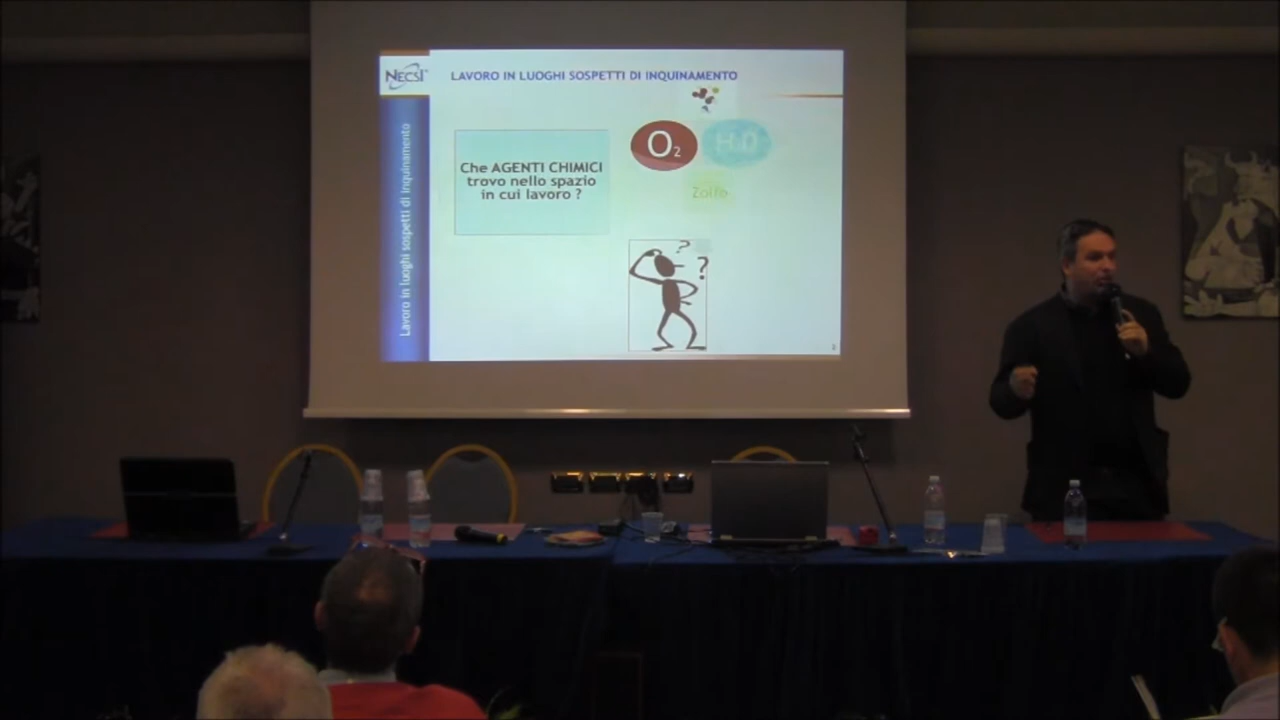 NECSI
LAVORO IN LUOGHI SOSPETTI DI INQUINAMENTO
Lavoro in luoghi sospetti di inquinamento
Che AGENTI CHIMICI
trovo nello spazio
in cui lavoro ?
O2
H2O
Zolfo
?
?